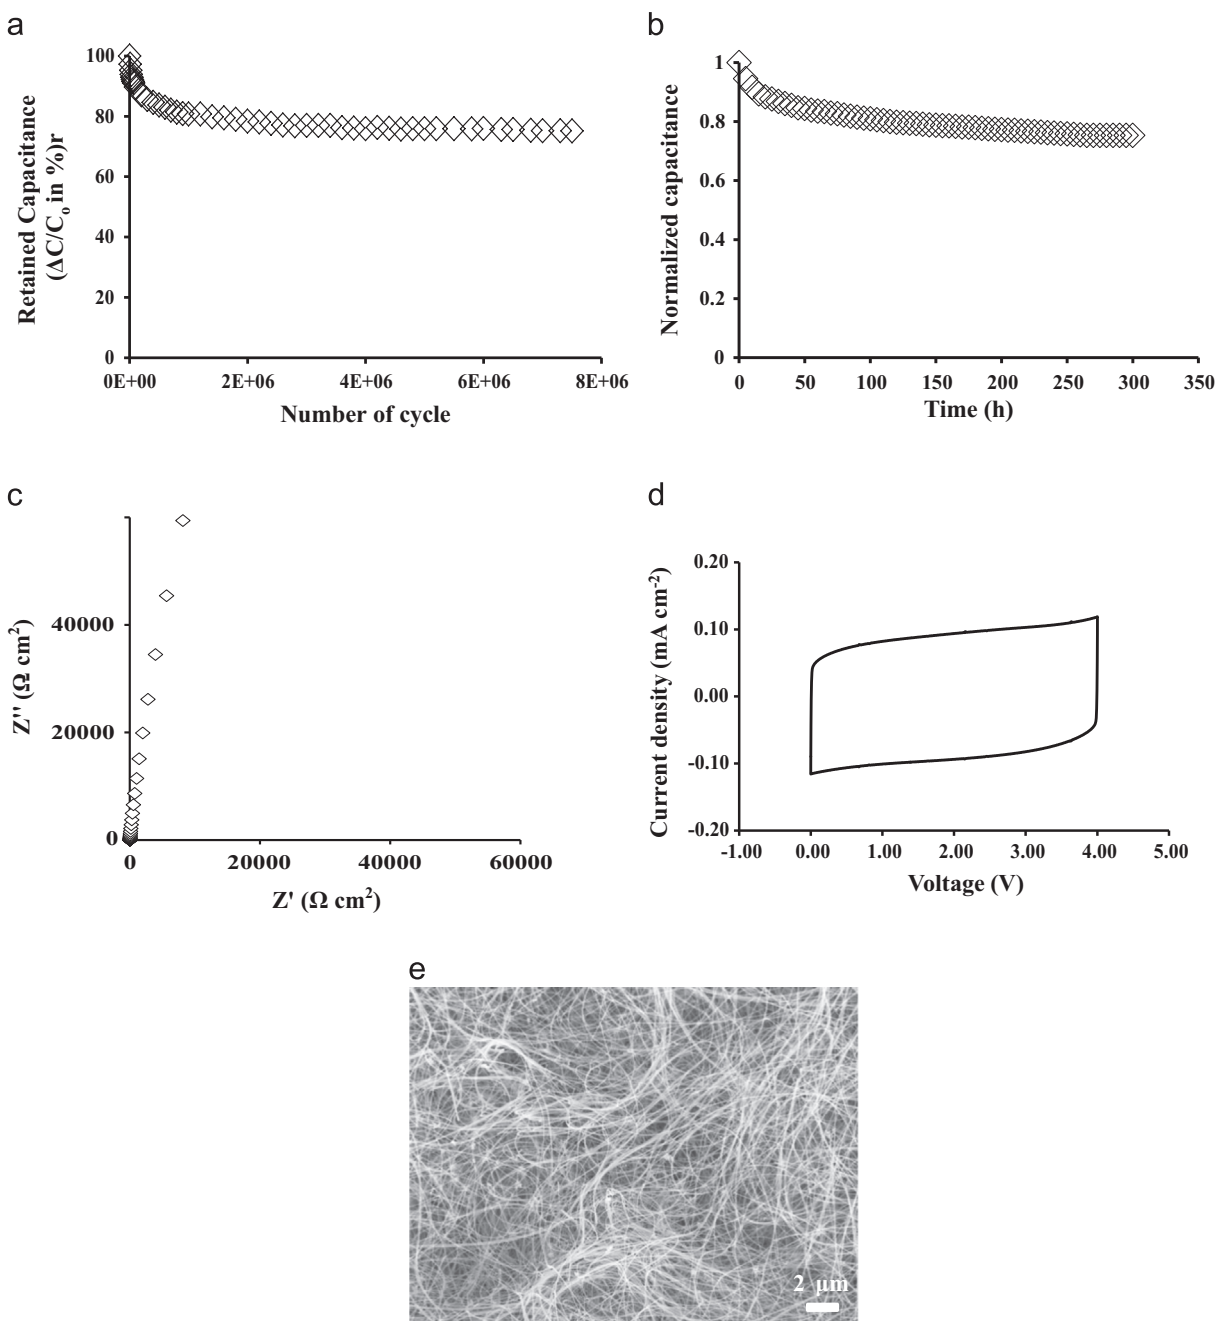 a
100
80
60
40
20
0
0E+00 2E+06 4E+06 6E+06 8E+06
Retained Capacitance
(ΔC/Co in %)r
Number of cycle
b
1
0.8
0.6
0.4
0.2
0
0 50 100 150 200 250 300 350
Normalized capacitance
Time (h)
c
40000
20000
0
0 20000 40000 60000
Z'' (Ω cm²)
Z' (Ω cm²)
d
0.20
0.10
0.00
-0.10
-0.20
-1.00 0.00 1.00 2.00 3.00 4.00 5.00
Current density (mA cm⁻²)
Voltage (V)
e
2 μm